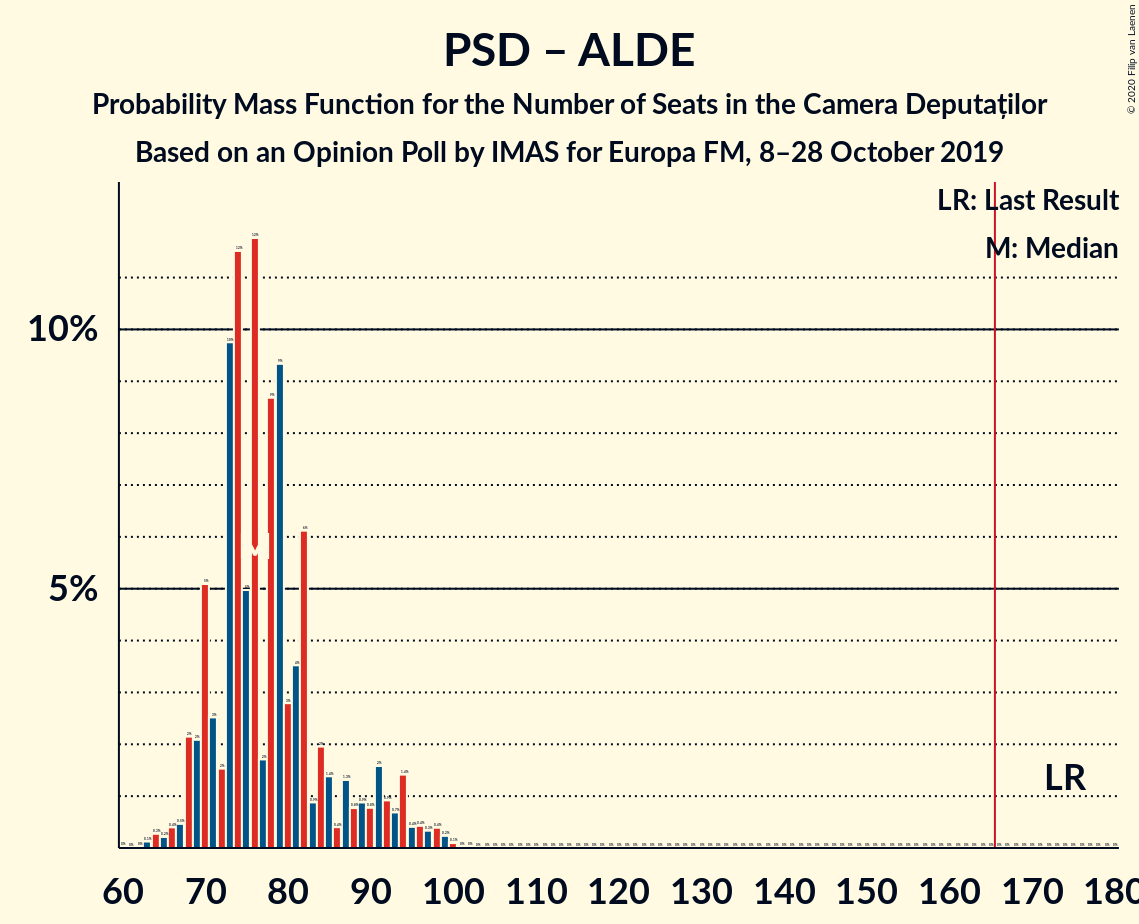 PSD – ALDE
Probability Mass Function for the Number of Seats in the Camera Deputaților
Based on an Opinion Poll by IMAS for Europa FM, 8–28 October 2019
© 2020 Filip van Laenen
LR: Last Result
M: Median
10%
5%
M
LR
60 70 80 90 100 110 120 130 140 150 160 170 180